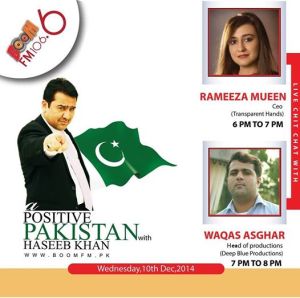 BOOM
FM106.6
RAMEEZA MUEEN
Ceo
(Transparent Hands)
6 PM TO 7 PM
LIVE CHIT CHAT WITH
a
POSITIVE
PAKISTAN with
HASEEB KHAN
WWW.BOOMFM.PK
WAQAS ASGHAR
Head of productions
(Deep Blue Productions)
7 PM TO 8 PM
Wednesday,10th Dec,2014